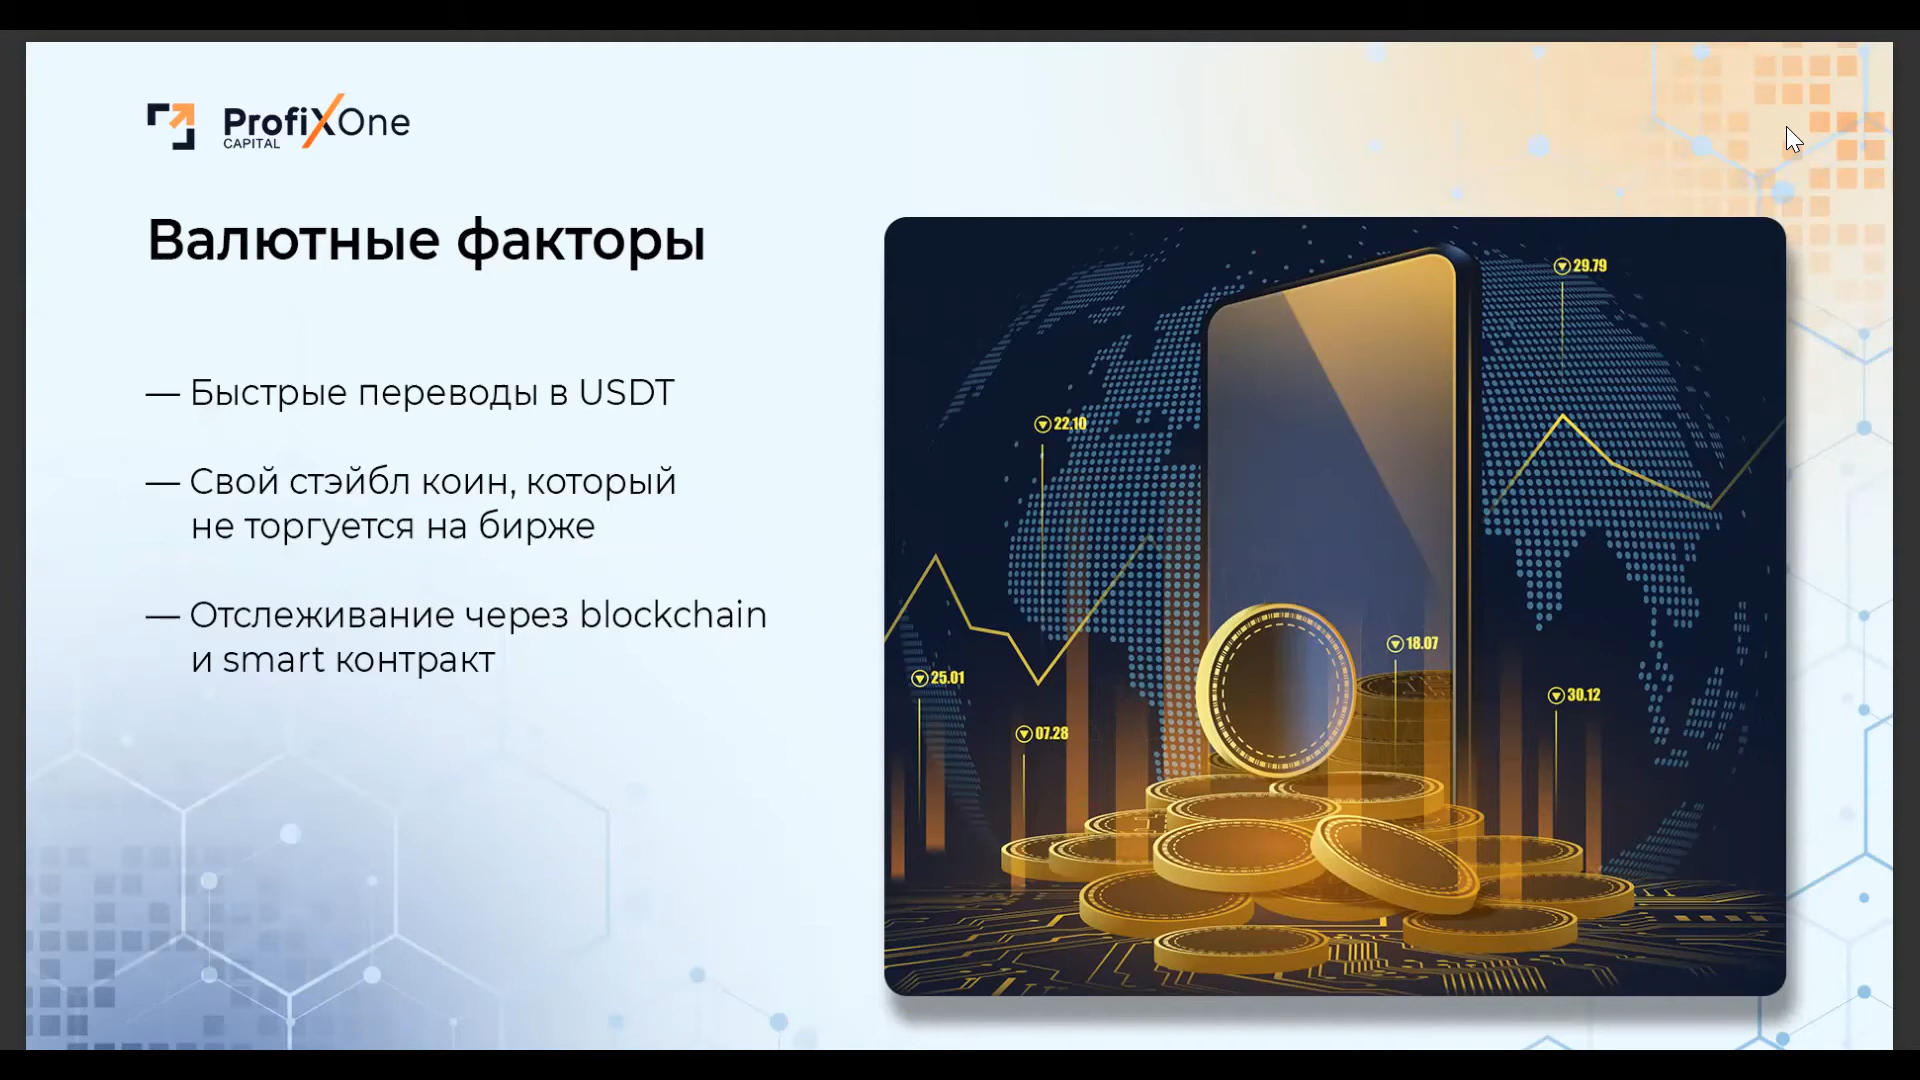 ProfiXOne
CAPITAL
Валютные факторы
— Быстрые переводы в USDT
— Свой стэйбл коин, который
не торгуется на бирже
— Отслеживание через blockchain
и smart контракт
29.79
22.10
18.07
25.01
30.12
07.28